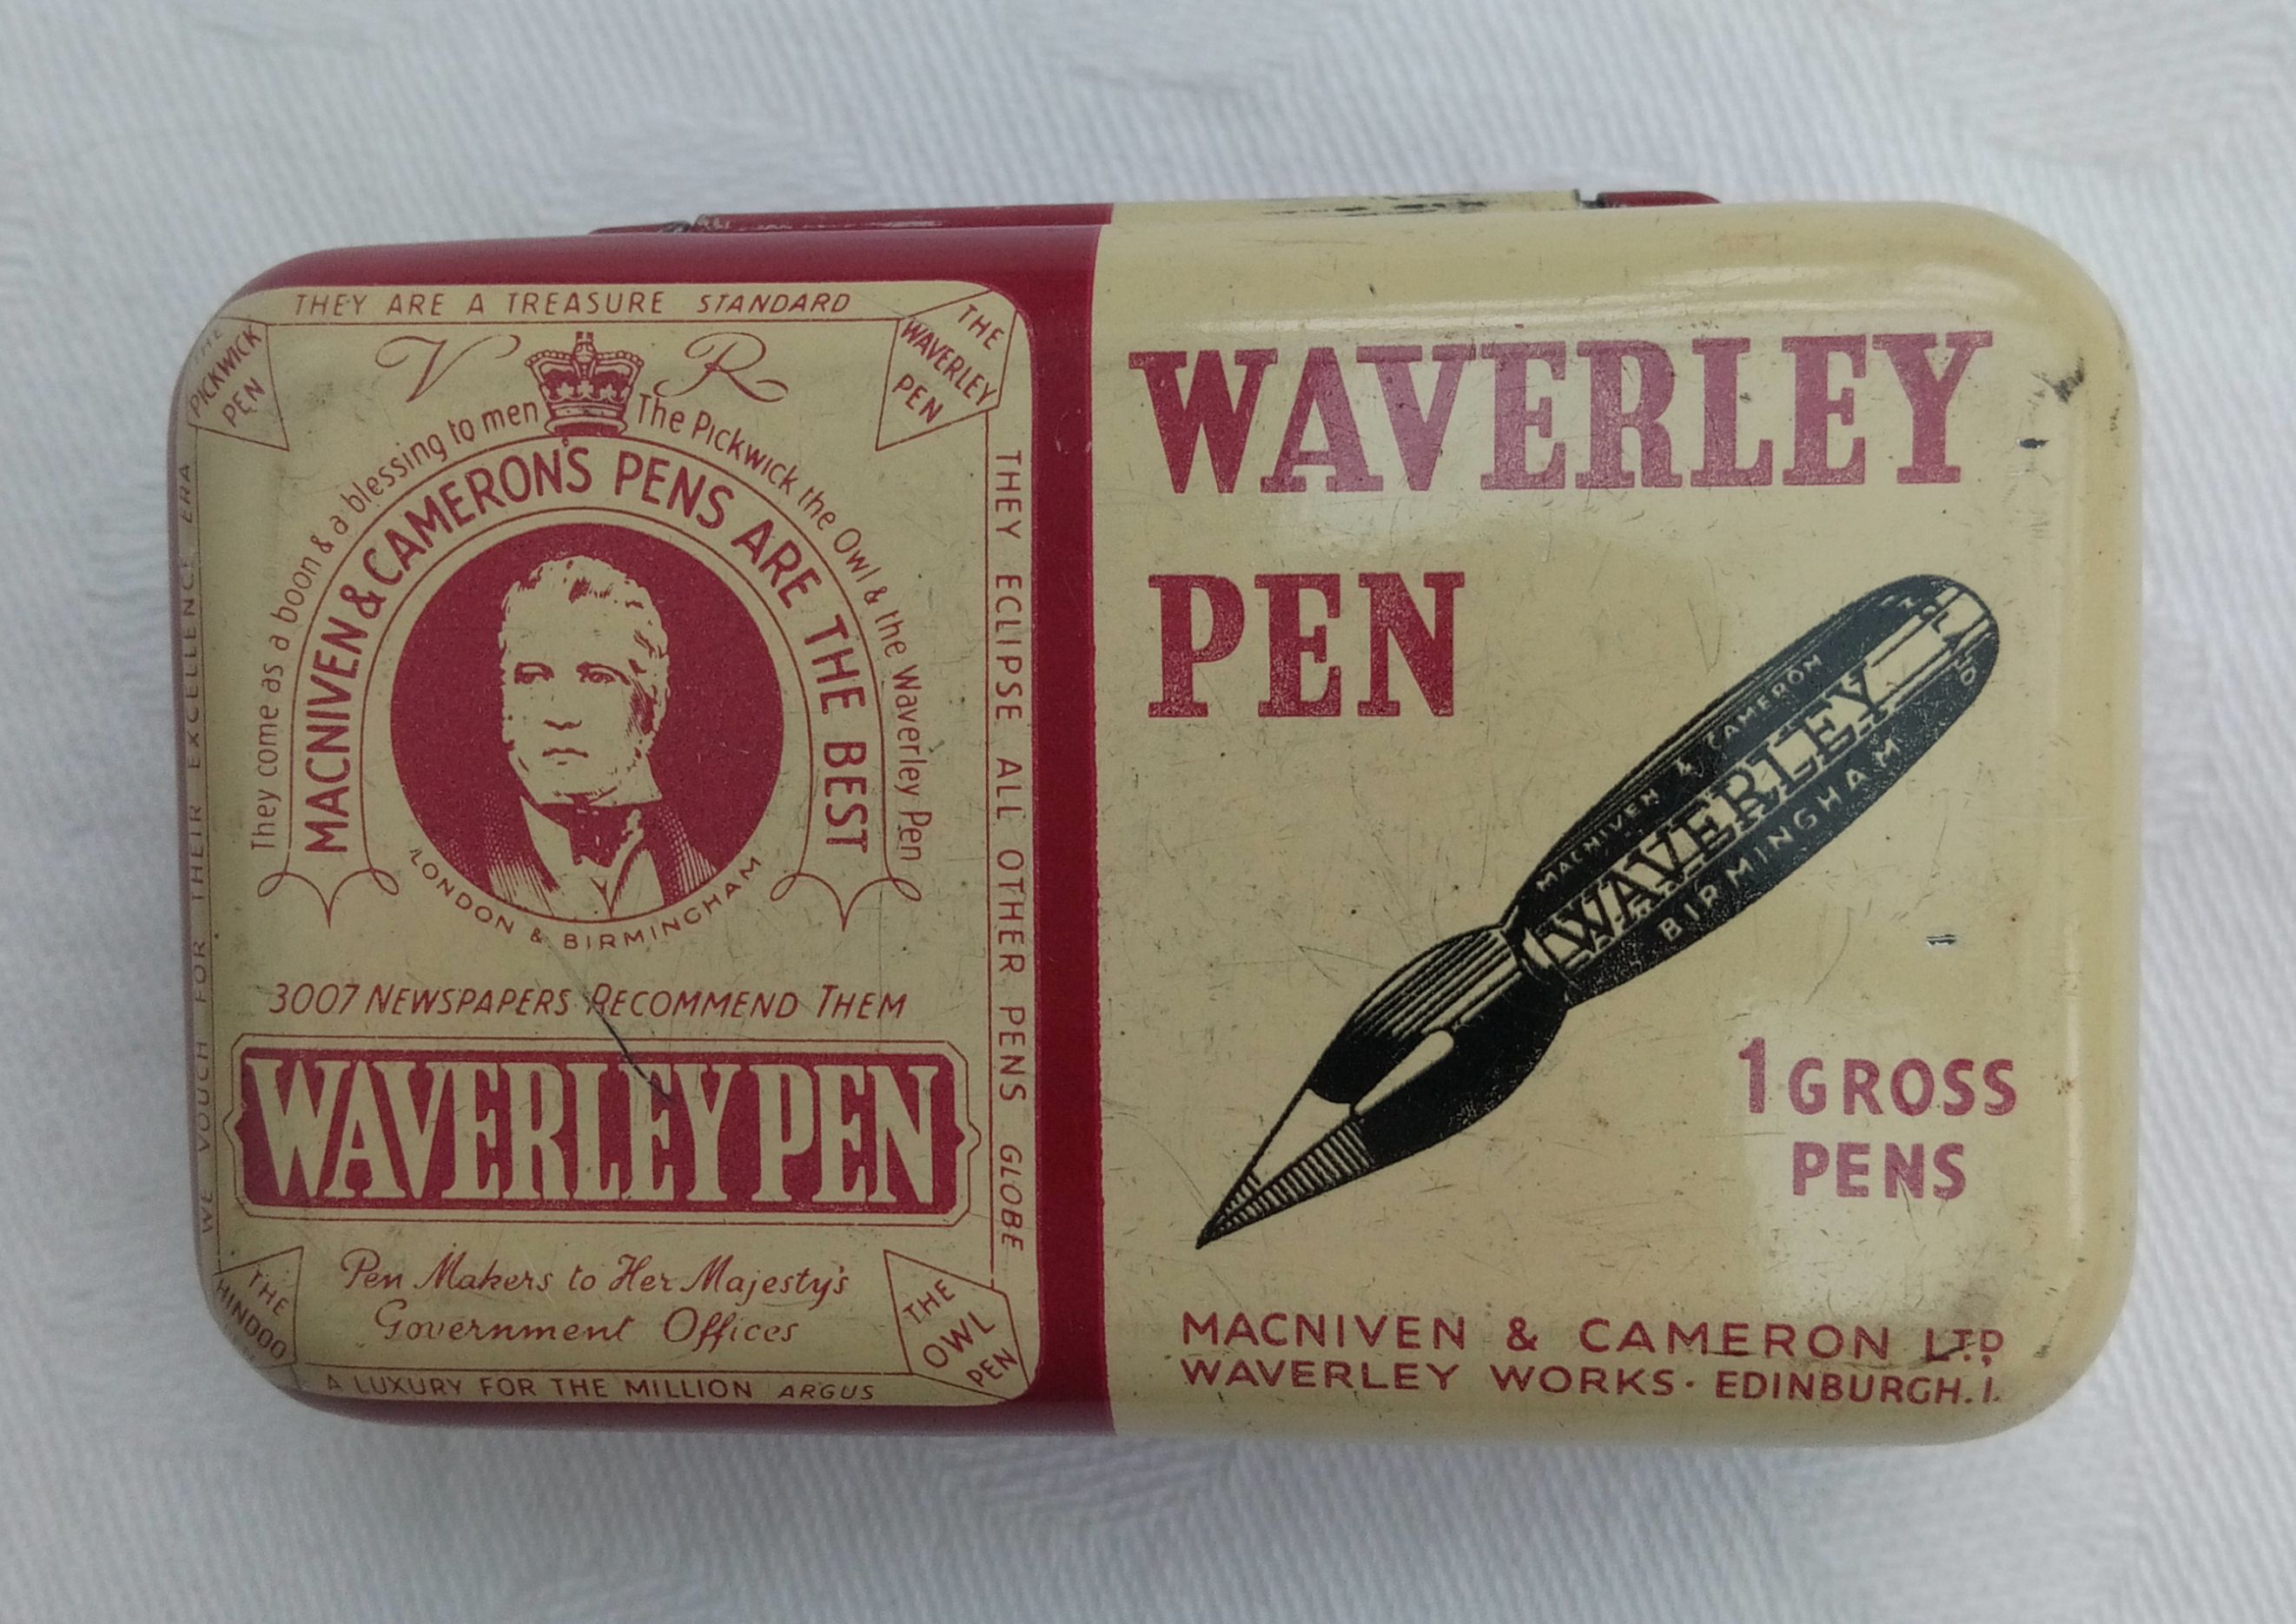 THEY ARE A TREASURE STANDARD
THE
PICKWICK
PEN
V R
THE
WAVERLEY
PEN
They come as a boon & a blessing to men
The Pickwick the Owl & the Waverley Pen
MACNIVEN & CAMERON'S PENS ARE THE BEST
LONDON & BIRMINGHAM
WE VOUCH FOR THEIR EXCELLENCE ERA
THEY ECLIPSE ALL OTHER PENS GLOBE
3007 NEWSPAPERS RECOMMEND THEM
WAVERLEY PEN
Pen Makers to Her Majesty's
Government Offices
THE
HINDOO
THE
OWL
PEN
A LUXURY FOR THE MILLION ARGUS
WAVERLEY
PEN
MACNIVEN & CAMERON
WAVERLEY
BIRMINGHAM
1 GROSS
PENS
MACNIVEN & CAMERON LTD
WAVERLEY WORKS · EDINBURGH. 1.